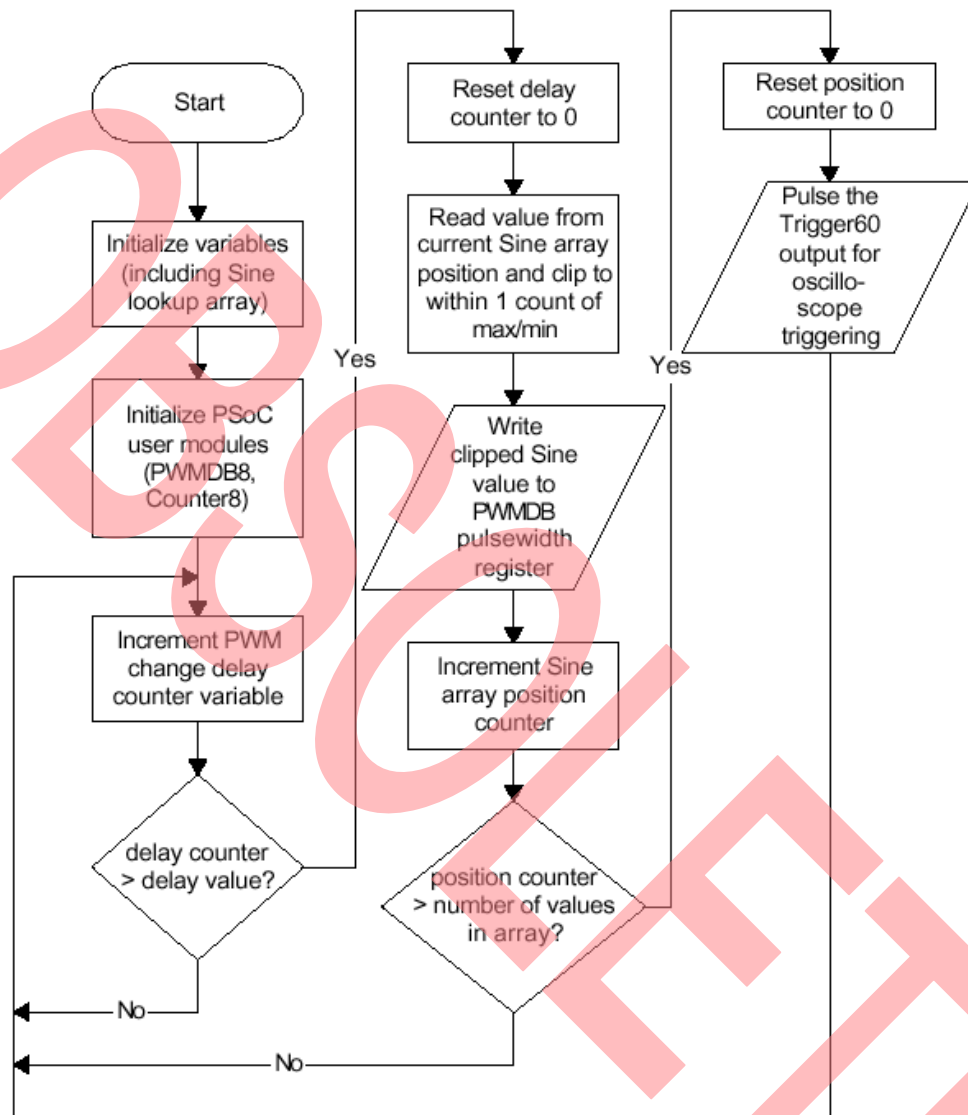 Start
Initialize variables
(including Sine
lookup array)
Initialize PSoC
user modules
(PWMDB8,
Counter8)
Increment PWM
change delay
counter variable
delay counter
> delay value?
No
Yes
Reset delay
counter to 0
Read value from
current Sine array
position and clip to
within 1 count of
max/min
Write
clipped Sine
value to
PWMDB
pulsewidth
register
Increment Sine
array position
counter
position counter
> number of values
in array?
No
Yes
Reset position
counter to 0
Pulse the
Trigger60
output for
oscillo-
scope
triggering
OBSOLET